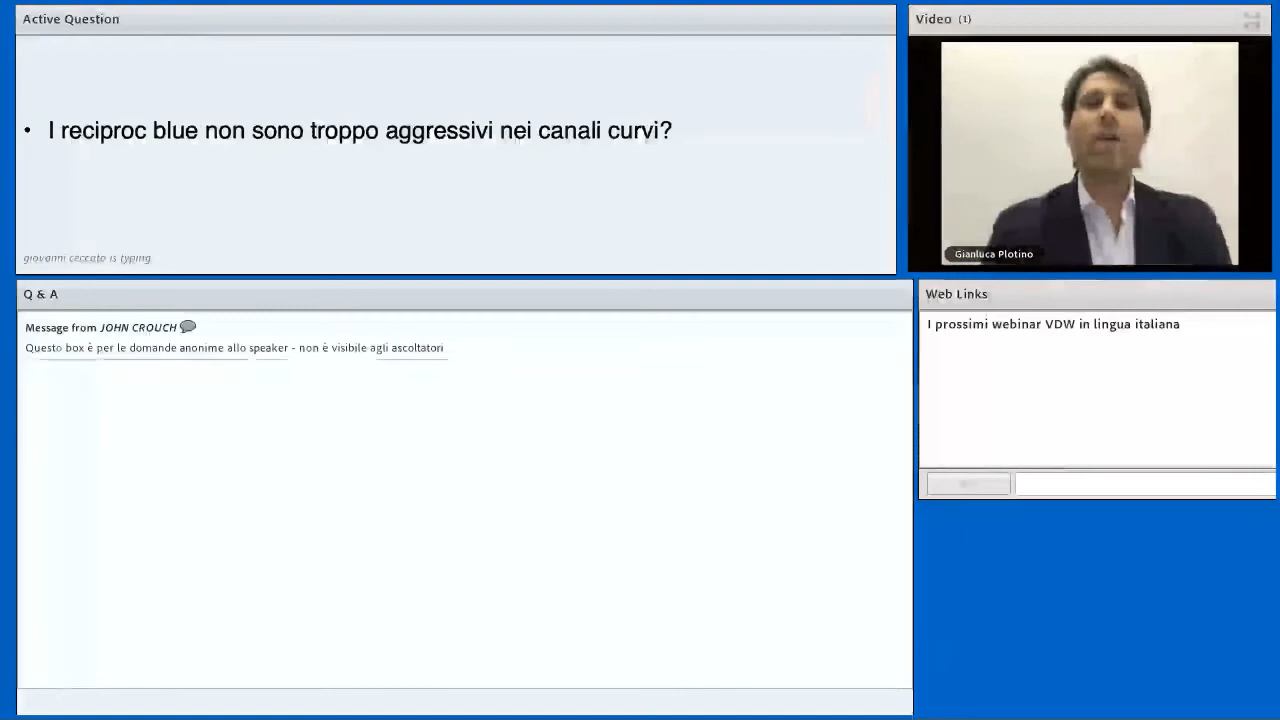 Active Question
• I reciproc blue non sono troppo aggressivi nei canali curvi?
giovanni ceccato is typing
Video (1)
Gianluca Plotino
Q & A
Message from JOHN CROUCH
Questo box è per le domande anonime allo speaker - non è visibile agli ascoltatori
Web Links
I prossimi webinar VDW in lingua italiana